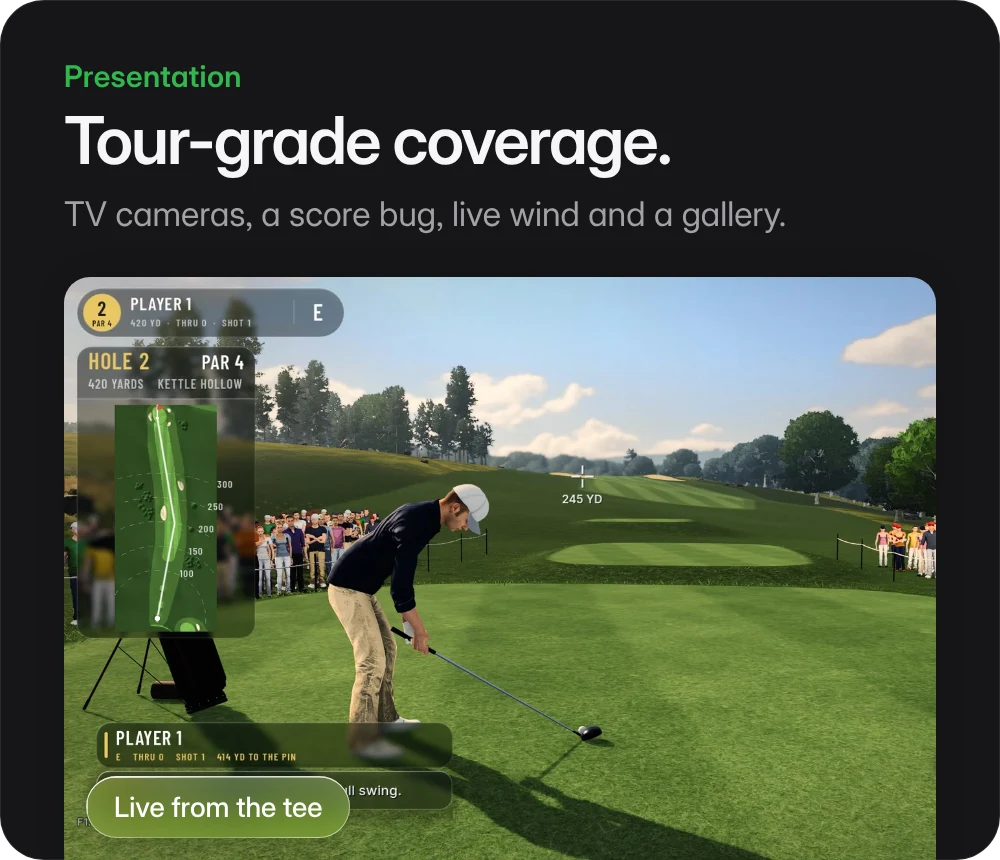 Presentation
Tour-grade coverage.
TV cameras, a score bug, live wind and a gallery.
2
PAR 4
PLAYER 1
420 YD · THRU 0 · SHOT 1
E
HOLE 2 PAR 4
420 YARDS KETTLE HOLLOW
300
250
200
150
100
245 YD
PLAYER 1
E THRU 0 SHOT 1 414 YD TO THE PIN
swing.
Live from the tee